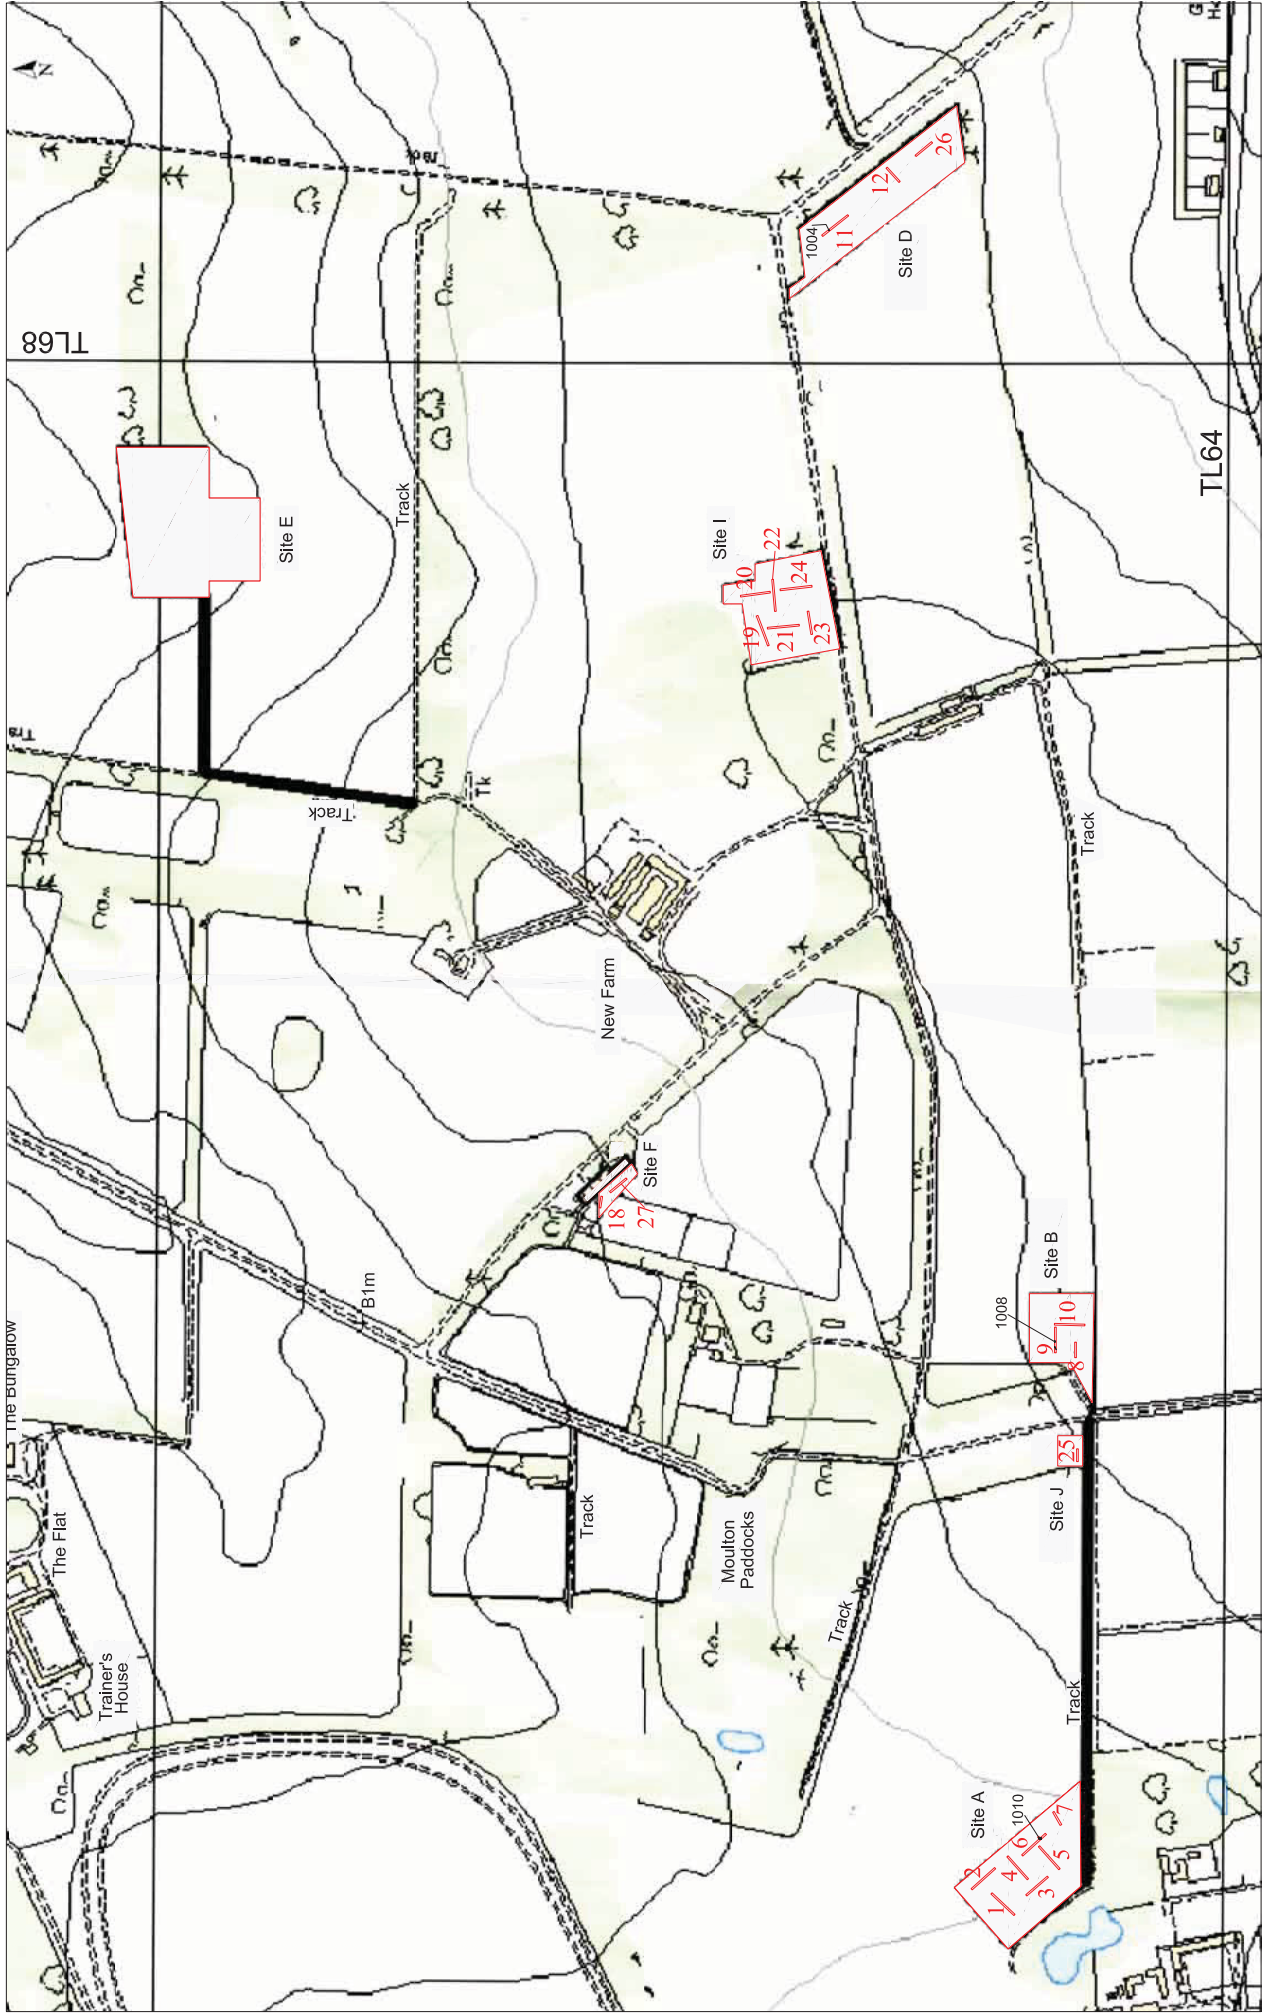 N
TL68
TL64
Track
Track
Track
Track
Track
Track
Tk
Site E
Site D
1004
11
12
26
Site I
19
20
21
22
23
24
New Farm
Site F
18
27
B1m
The Bungalow
The Flat
Trainer's
House
Track
Moulton
Paddocks
Site B
1008
8
9
10
Site J
25
Site A
1010
1
2
3
4
5
6
7